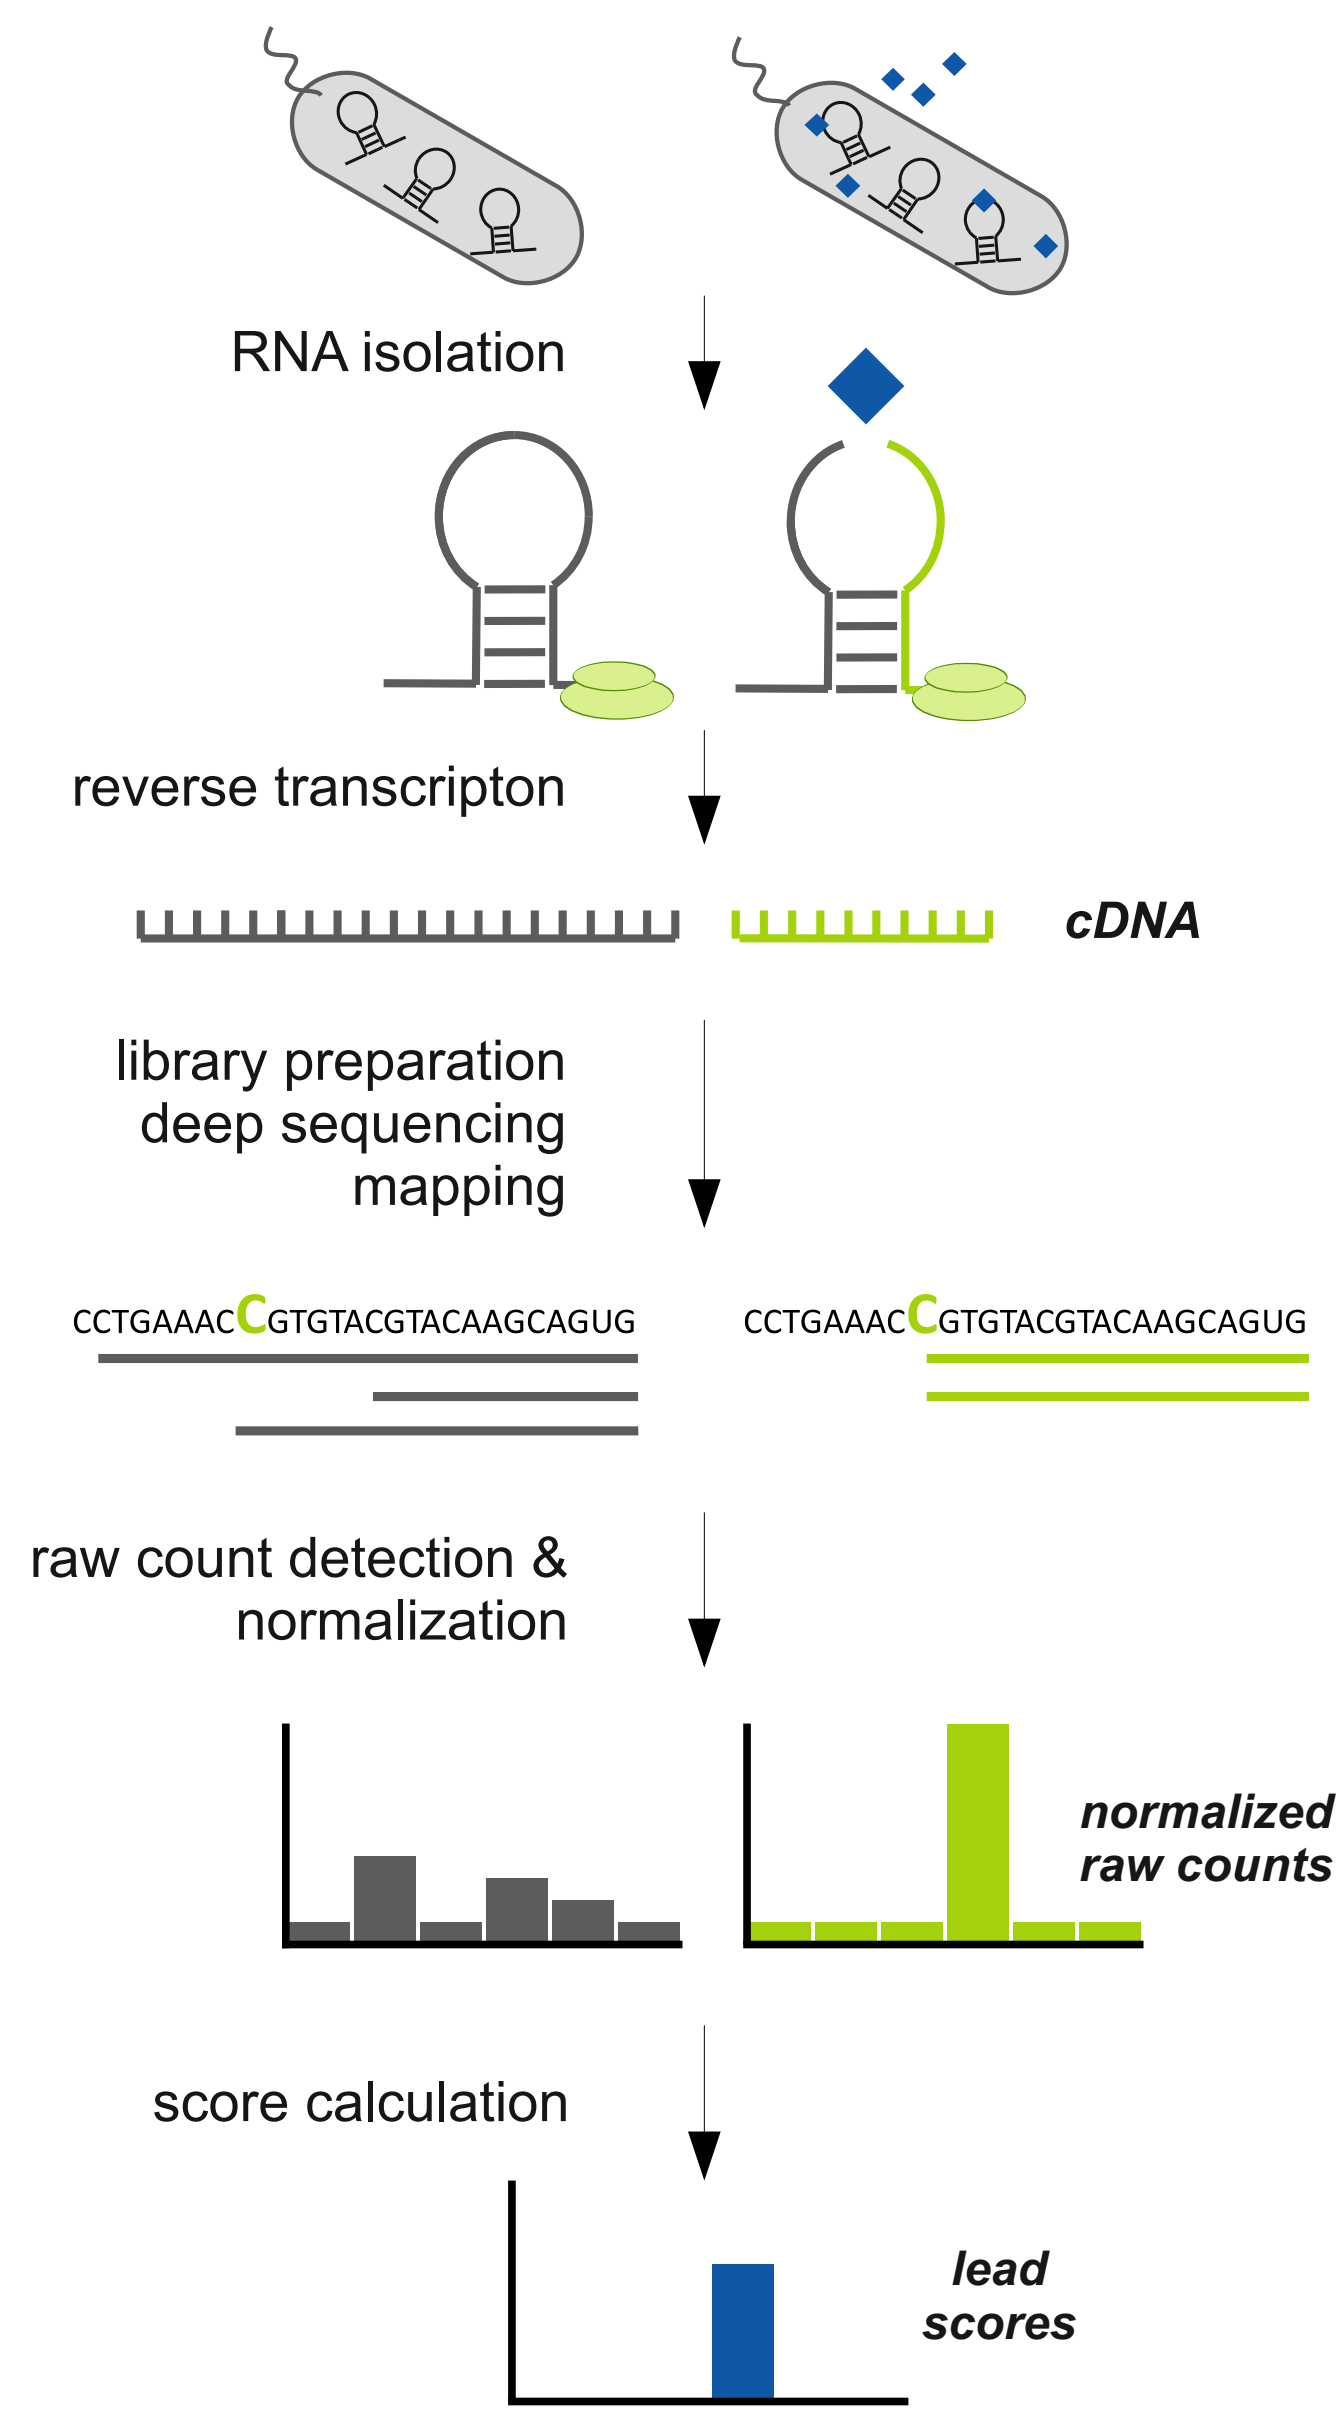 RNA isolation
reverse transcripton
cDNA
library preparation
deep sequencing
mapping
CCTGAAACCGTGTACGTACAAGCAGUG
CCTGAAACCGTGTACGTACAAGCAGUG
raw count detection &
normalization
normalized
raw counts
score calculation
lead
scores